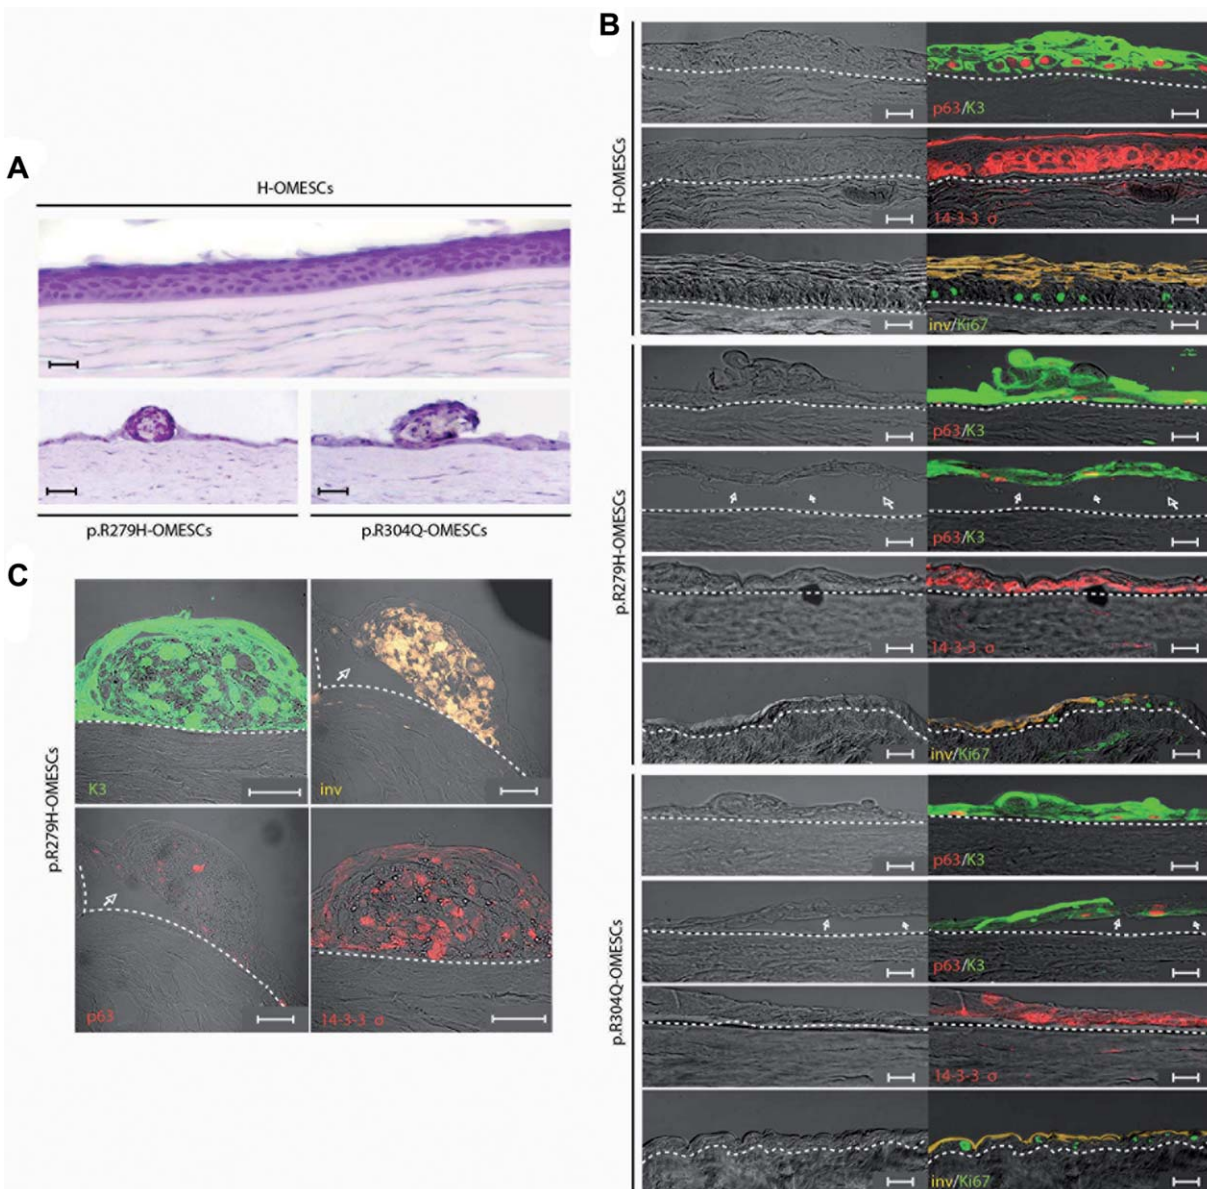 A
H-OMESCs
p.R279H-OMESCs
p.R304Q-OMESCs
B
H-OMESCs
p63/K3
14-3-3 σ
inv/Ki67
p.R279H-OMESCs
p63/K3
p63/K3
14-3-3 σ
inv/Ki67
p.R304Q-OMESCs
p63/K3
p63/K3
14-3-3 σ
inv/Ki67
C
p.R279H-OMESCs
K3
inv
p63
14-3-3 σ